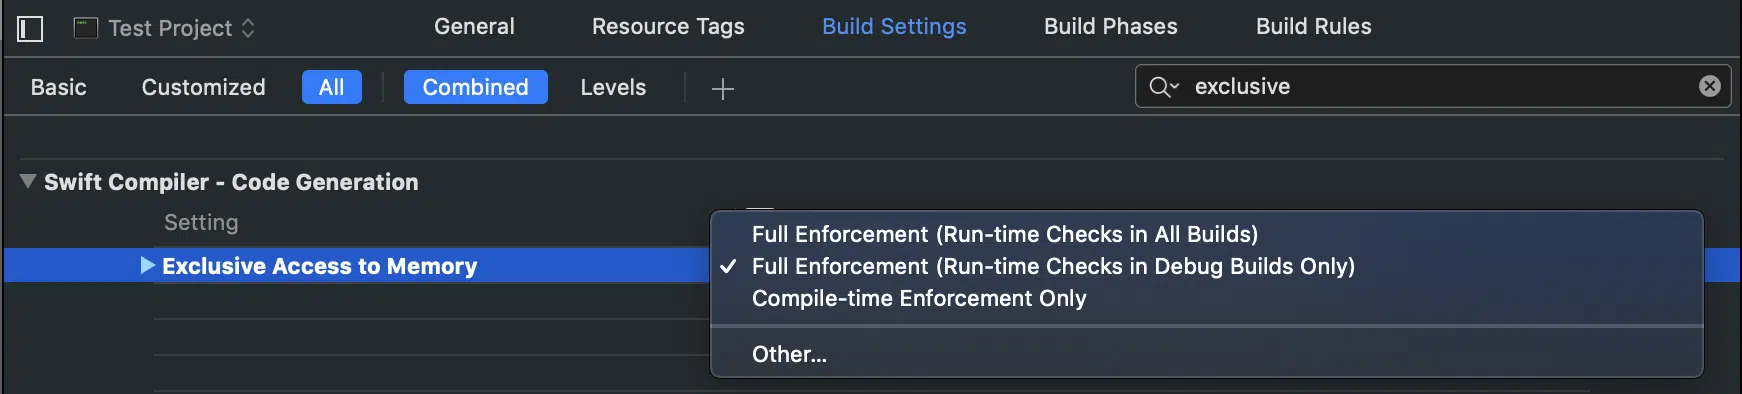 Test Project General Resource Tags Build Settings Build Phases Build Rules
Basic Customized All Combined Levels + exclusive
Swift Compiler - Code Generation
Setting
Exclusive Access to Memory
Full Enforcement (Run-time Checks in All Builds)
✓ Full Enforcement (Run-time Checks in Debug Builds Only)
Compile-time Enforcement Only
Other...